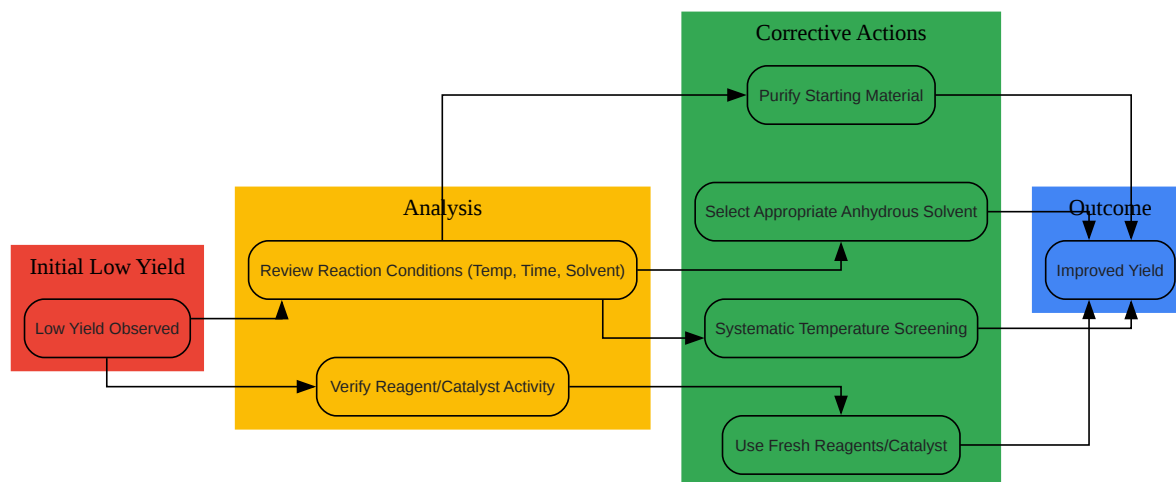 Initial Low Yield
Low Yield Observed
Analysis
Review Reaction Conditions (Temp, Time, Solvent)
Verify Reagent/Catalyst Activity
Corrective Actions
Purify Starting Material
Select Appropriate Anhydrous Solvent
Systematic Temperature Screening
Use Fresh Reagents/Catalyst
Outcome
Improved Yield